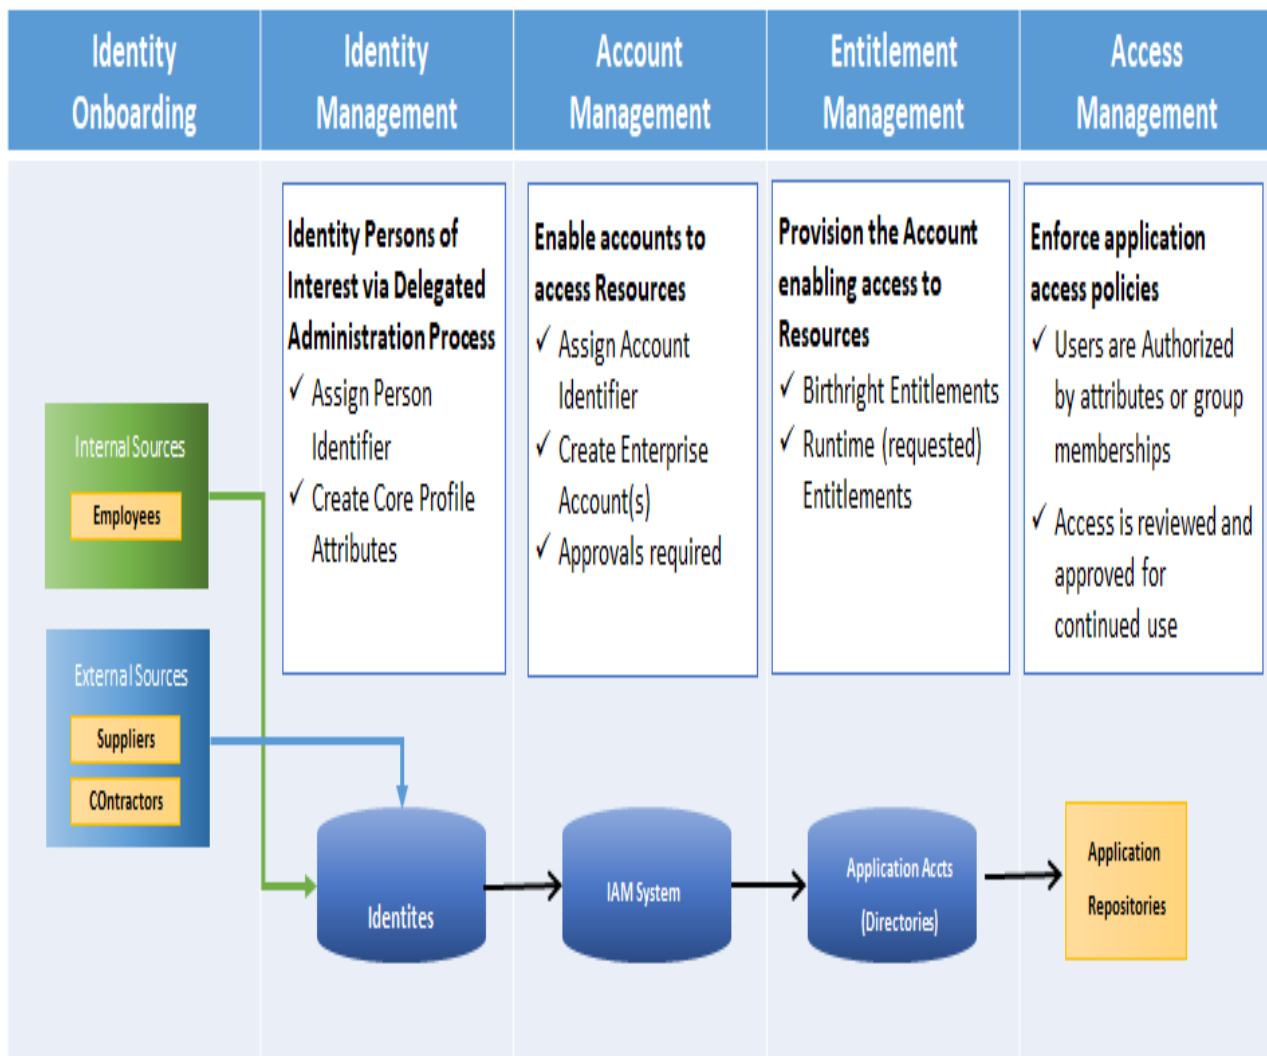 Identity
Onboarding
Identity
Management
Account
Management
Entitlement
Management
Access
Management
Internal Sources
Employees
External Sources
Suppliers
COntractors
Identity Persons of
Interest via Delegated
Administration Process
✓ Assign Person
Identifier
✓ Create Core Profile
Attributes
Enable accounts to
access Resources
✓ Assign Account
Identifier
✓ Create Enterprise
Account(s)
✓ Approvals required
Provision the Account
enabling access to
Resources
✓ Birthright Entitlements
✓ Runtime (requested)
Entitlements
Enforce application
access policies
✓ Users are Authorized
by attributes or group
memberships
✓ Access is reviewed and
approved for
continued use
Identites
IAM System
Application Accts
(Directories)
Application
Repositories